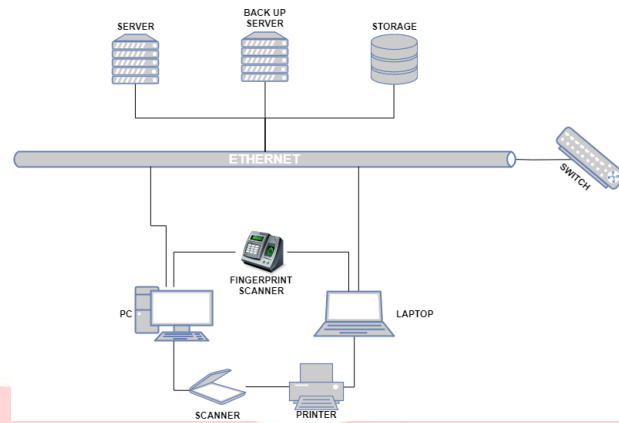 SERVER
BACK UP
SERVER
STORAGE
ETHERNET
SWITCH
FINGERPRINT
SCANNER
PC
LAPTOP
SCANNER
PRINTER